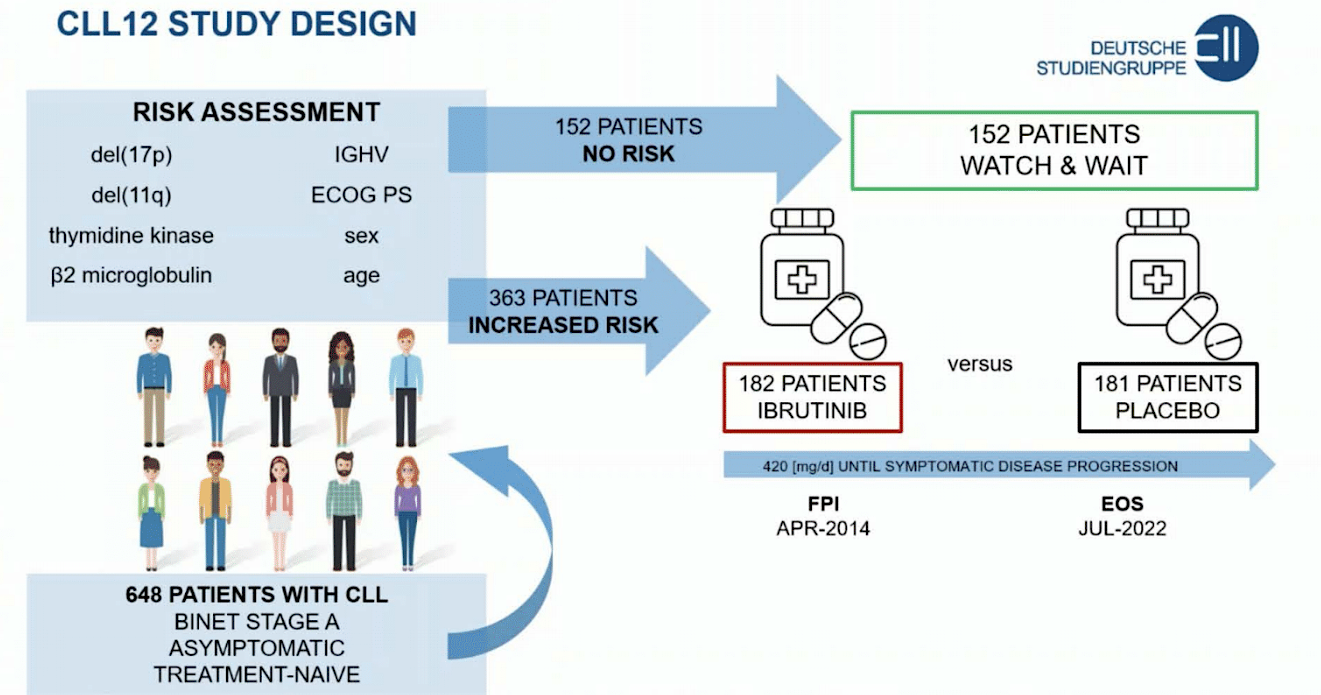 CLL12 STUDY DESIGN
DEUTSCHE
STUDIENGRUPPE
CLL
RISK ASSESSMENT
del(17p) IGHV
del(11q) ECOG PS
thymidine kinase sex
β2 microglobulin age
152 PATIENTS
NO RISK
152 PATIENTS
WATCH & WAIT
363 PATIENTS
INCREASED RISK
182 PATIENTS
IBRUTINIB
versus
181 PATIENTS
PLACEBO
420 [mg/d] UNTIL SYMPTOMATIC DISEASE PROGRESSION
FPI
APR-2014
EOS
JUL-2022
648 PATIENTS WITH CLL
BINET STAGE A
ASYMPTOMATIC
TREATMENT-NAIVE